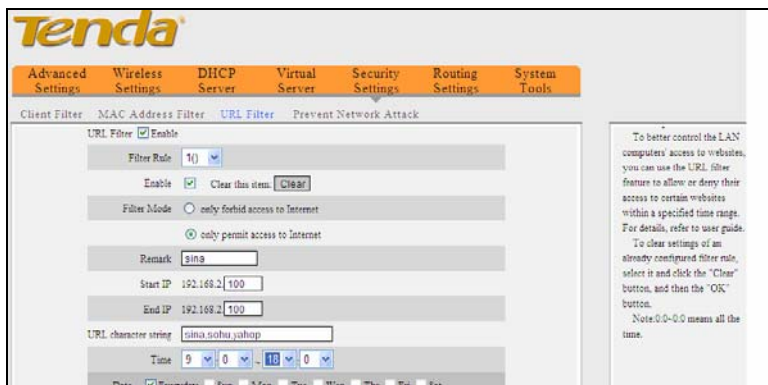 Tenda
Advanced Settings Wireless Settings DHCP Server Virtual Server Security Settings Routing Settings System Tools
Client Filter MAC Address Filter URL Filter Prevent Network Attack
URL Filter Enable
Filter Rule 1()
Enable Clear this item: Clear
Filter Mode only forbid access to Internet
only permit access to Internet
Remark sina
Start IP 192.168.2. 100
End IP 192.168.2. 100
URL character string sina,sohu,yahop
Time 9 : 0 ~ 18 : 0
To better control the LAN
computers' access to websites,
you can use the URL filter
feature to allow or deny their
access to certain websites
within a specified time range.
For details, refer to user guide.
To clear settings of an
already configured filter rule,
select it and click the "Clear"
button, and then the "OK"
button.
Note:0:0~0:0 means all the
time.